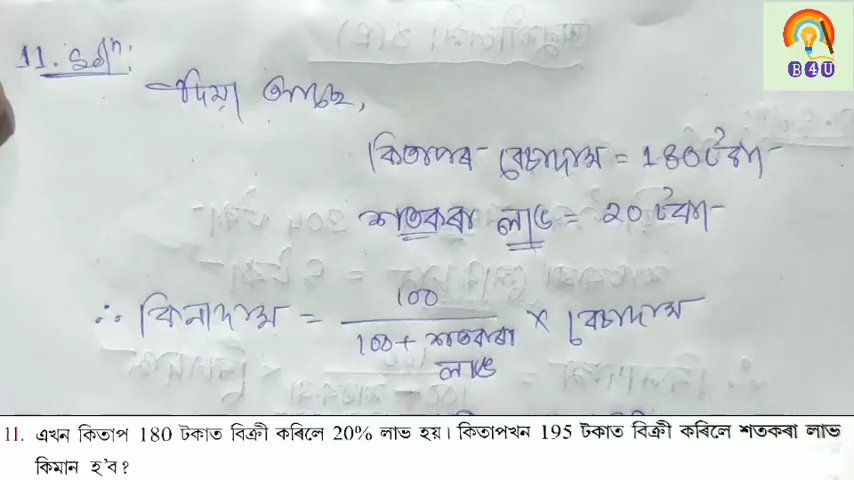 11. Solⁿ:
দিয়া আছে,
কিতাপৰ বেচাদাম = 180 টকা
শতকৰা লাভ = 20 টকা
∴ কিনাদাম = 100 / 100 + শতকৰা লাভ × বেচাদাম
B4U
11. এখন কিতাপ 180 টকাত বিক্ৰী কৰিলে 20% লাভ হয়। কিতাপখন 195 টকাত বিক্ৰী কৰিলে শতকৰা লাভ
কিমান হ'ব?